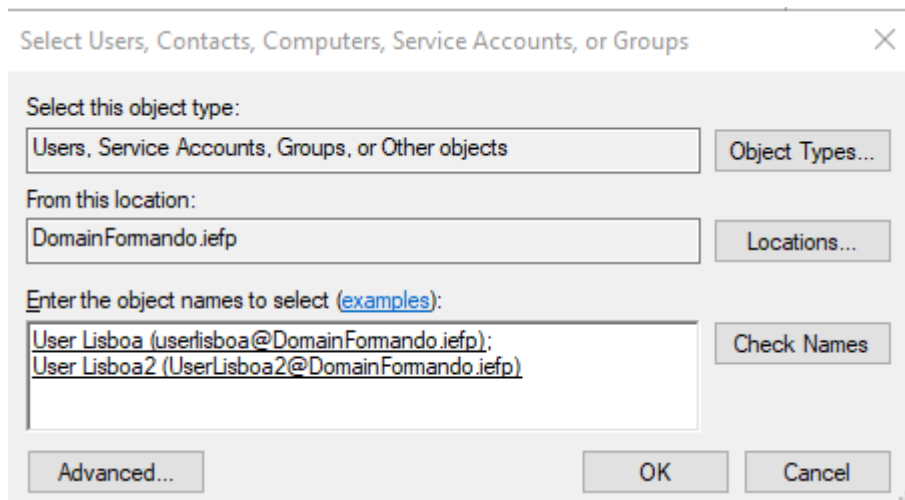 Select Users, Contacts, Computers, Service Accounts, or Groups
Select this object type:
Users, Service Accounts, Groups, or Other objects
Object Types...
From this location:
DomainFormando.iefp
Locations...
Enter the object names to select (examples):
User Lisboa (userlisboa@DomainFormando.iefp);
User Lisboa2 (UserLisboa2@DomainFormando.iefp)
Check Names
Advanced...
OK
Cancel